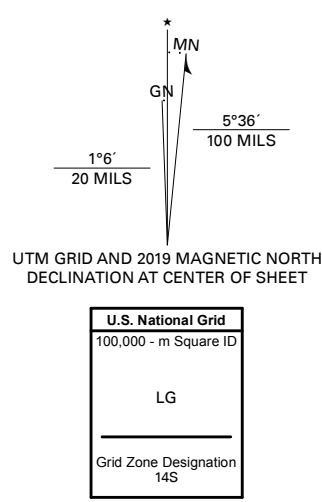 ★
MN
GN
5°36´
100 MILS
1°6´
20 MILS
UTM GRID AND 2019 MAGNETIC NORTH
DECLINATION AT CENTER OF SHEET
U.S. National Grid
100,000 - m Square ID
LG
Grid Zone Designation
14S